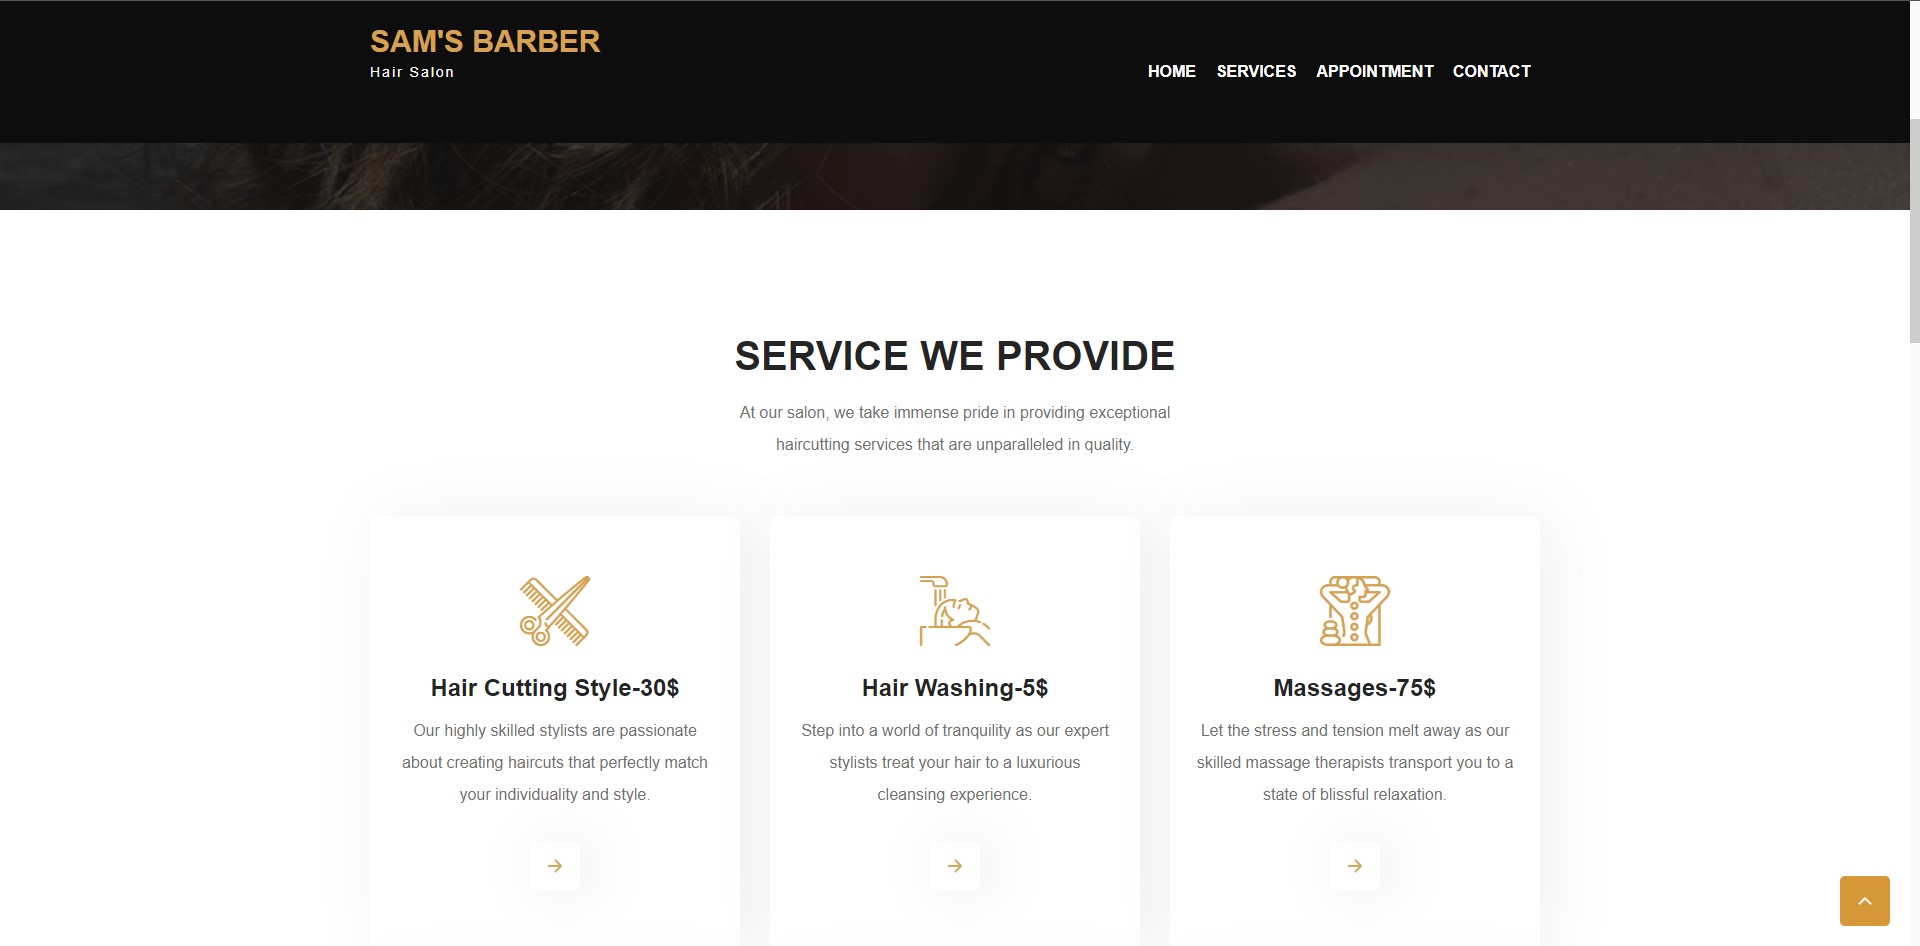 SAM'S BARBER
Hair Salon
HOME SERVICES APPOINTMENT CONTACT
SERVICE WE PROVIDE
At our salon, we take immense pride in providing exceptional
haircutting services that are unparalleled in quality.
Hair Cutting Style-30$
Our highly skilled stylists are passionate
about creating haircuts that perfectly match
your individuality and style.
Hair Washing-5$
Step into a world of tranquility as our expert
stylists treat your hair to a luxurious
cleansing experience.
Massages-75$
Let the stress and tension melt away as our
skilled massage therapists transport you to a
state of blissful relaxation.